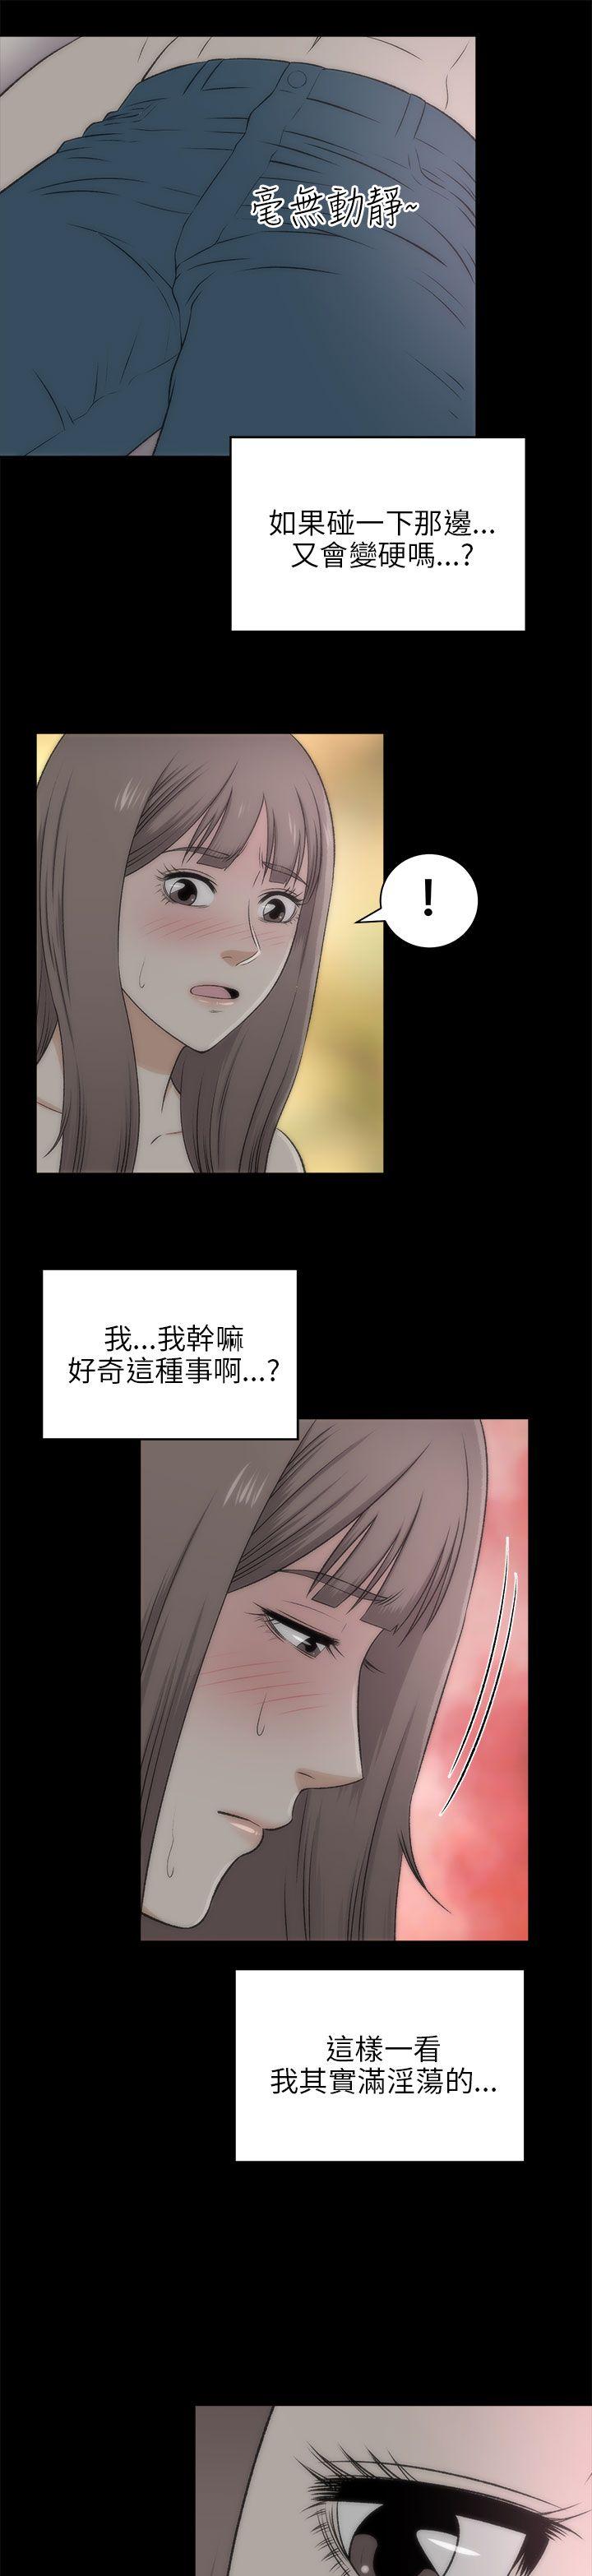 毫無動靜~
如果碰一下那邊...
又會變硬嗎...?
!
我...我幹嘛
好奇這種事啊...?
這樣一看
我其實滿淫蕩的...